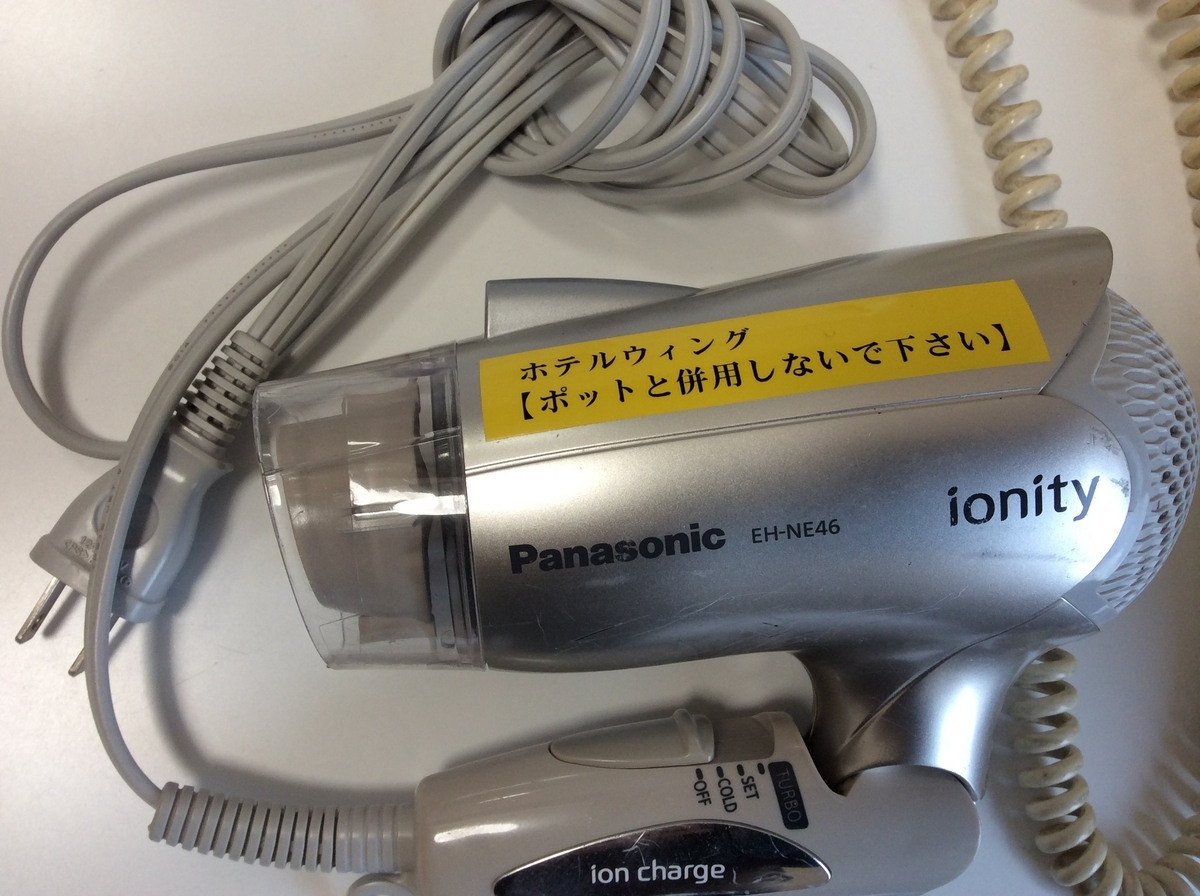 ホテルウィング
【ポットと併用しないで下さい】
Panasonic EH-NE46
ionity
TURBO
SET
COLD
OFF
ion charge